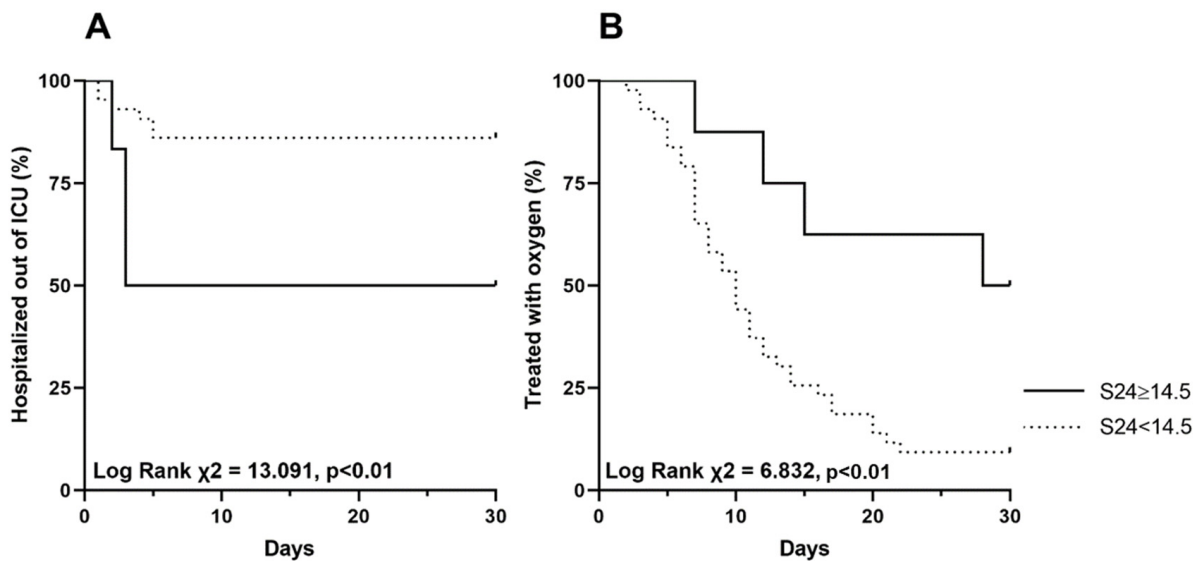 A
Hospitalized out of ICU (%)
100
75
50
25
0
Log Rank χ2 = 13.091, p<0.01
0 10 20 30
Days
B
Treated with oxygen (%)
100
75
50
25
0
Log Rank χ2 = 6.832, p<0.01
0 10 20 30
Days
S24≥14.5
S24<14.5